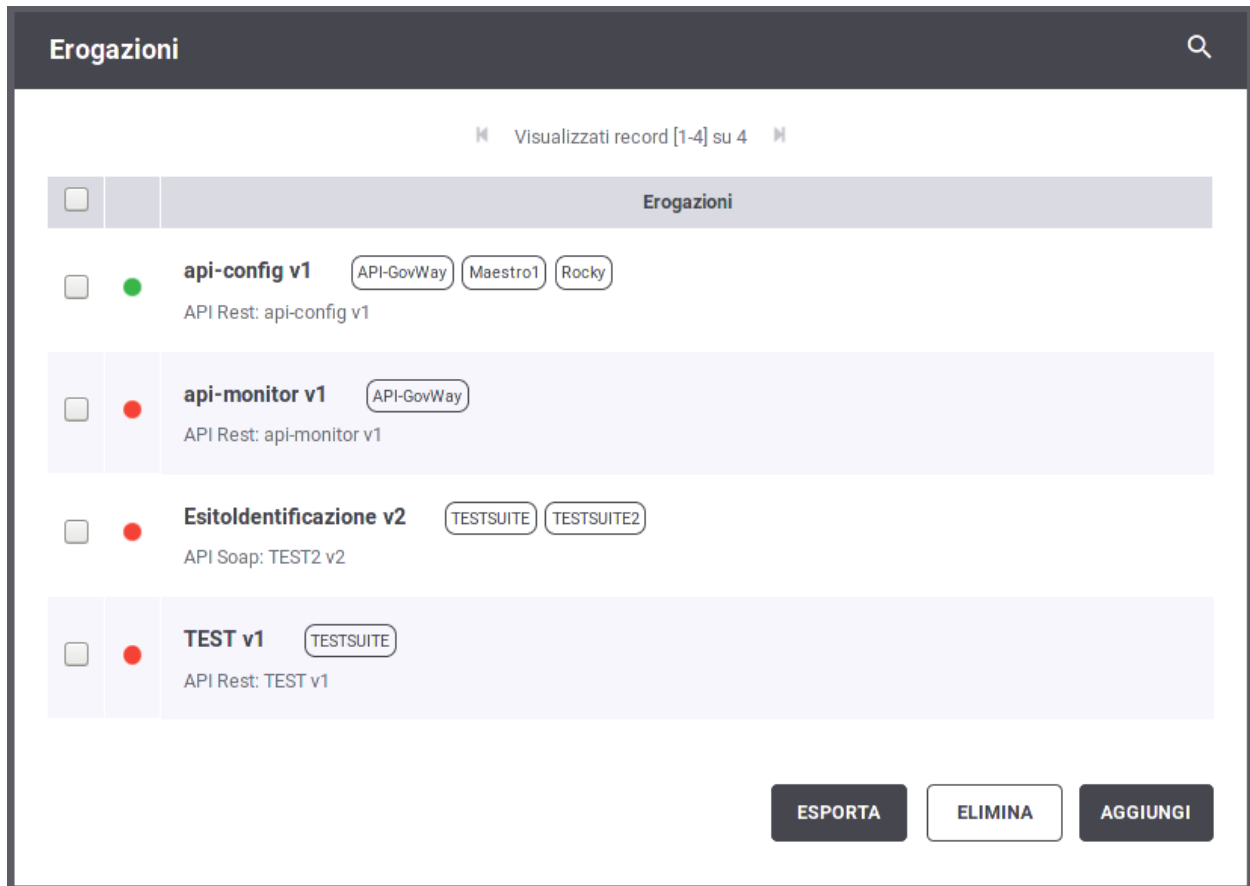 Erogazioni
Visualizzati record [1-4] su 4
Erogazioni
api-config v1 API-GovWay Maestro1 Rocky
API Rest: api-config v1
api-monitor v1 API-GovWay
API Rest: api-monitor v1
EsitoIdentificazione v2 TESTSUITE TESTSUITE2
API Soap: TEST2 v2
TEST v1 TESTSUITE
API Rest: TEST v1
ESPORTA ELIMINA AGGIUNGI